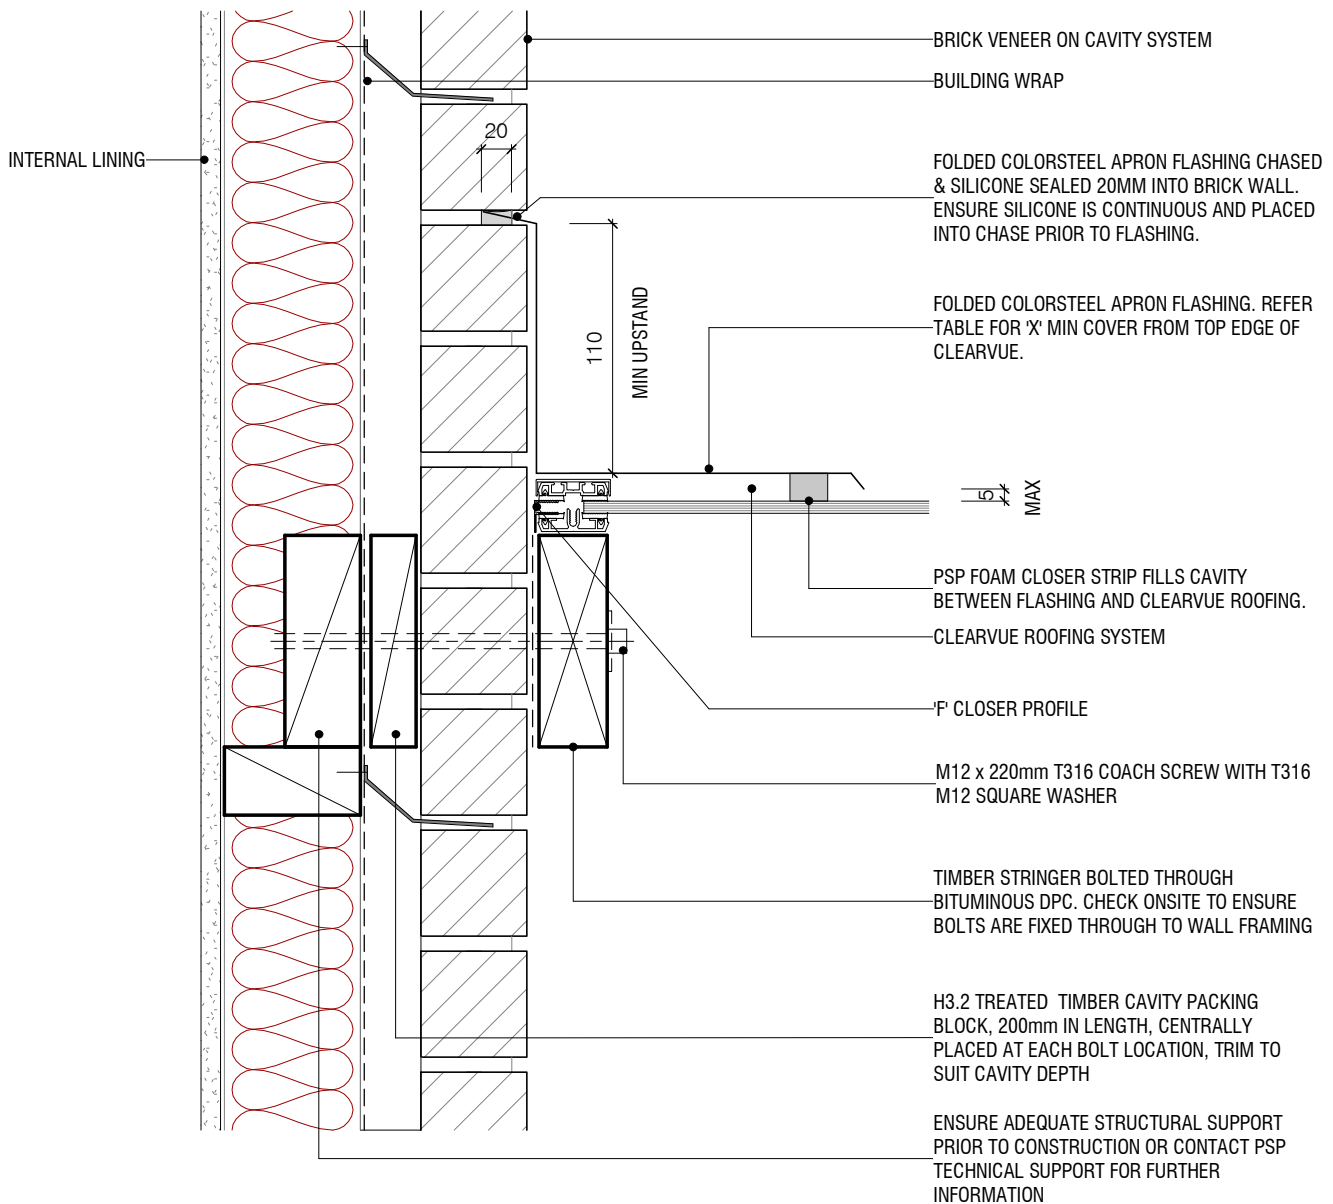 BRICK VENEER ON CAVITY SYSTEM
BUILDING WRAP
INTERNAL LINING
20
FOLDED COLORSTEEL APRON FLASHING CHASED
& SILICONE SEALED 20MM INTO BRICK WALL.
ENSURE SILICONE IS CONTINUOUS AND PLACED
INTO CHASE PRIOR TO FLASHING.
110
MIN UPSTAND
FOLDED COLORSTEEL APRON FLASHING. REFER
TABLE FOR 'X' MIN COVER FROM TOP EDGE OF
CLEARVUE.
5
MAX
PSP FOAM CLOSER STRIP FILLS CAVITY
BETWEEN FLASHING AND CLEARVUE ROOFING.
CLEARVUE ROOFING SYSTEM
'F' CLOSER PROFILE
M12 x 220mm T316 COACH SCREW WITH T316
M12 SQUARE WASHER
TIMBER STRINGER BOLTED THROUGH
BITUMINOUS DPC. CHECK ONSITE TO ENSURE
BOLTS ARE FIXED THROUGH TO WALL FRAMING
H3.2 TREATED TIMBER CAVITY PACKING
BLOCK, 200mm IN LENGTH, CENTRALLY
PLACED AT EACH BOLT LOCATION, TRIM TO
SUIT CAVITY DEPTH
ENSURE ADEQUATE STRUCTURAL SUPPORT
PRIOR TO CONSTRUCTION OR CONTACT PSP
TECHNICAL SUPPORT FOR FURTHER
INFORMATION